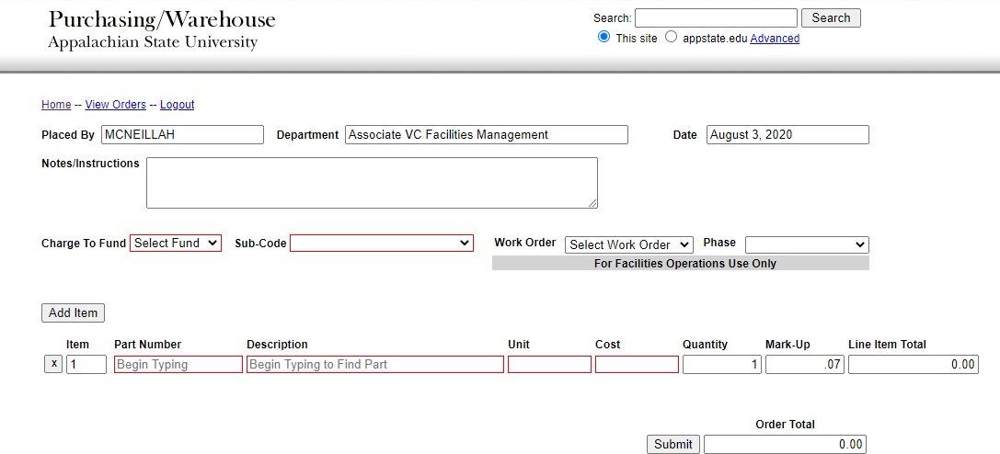 Purchasing/Warehouse
Appalachian State University
Search: Search
This site appstate.edu Advanced
Home -- View Orders -- Logout
Placed By MCNEILLAH Department Associate VC Facilities Management Date August 3, 2020
Notes/Instructions
Charge To Fund Select Fund Sub-Code Work Order Select Work Order Phase
For Facilities Operations Use Only
Add Item
Item Part Number Description Unit Cost Quantity Mark-Up Line Item Total
x 1 Begin Typing Begin Typing to Find Part 1 .07 0.00
Order Total
Submit 0.00